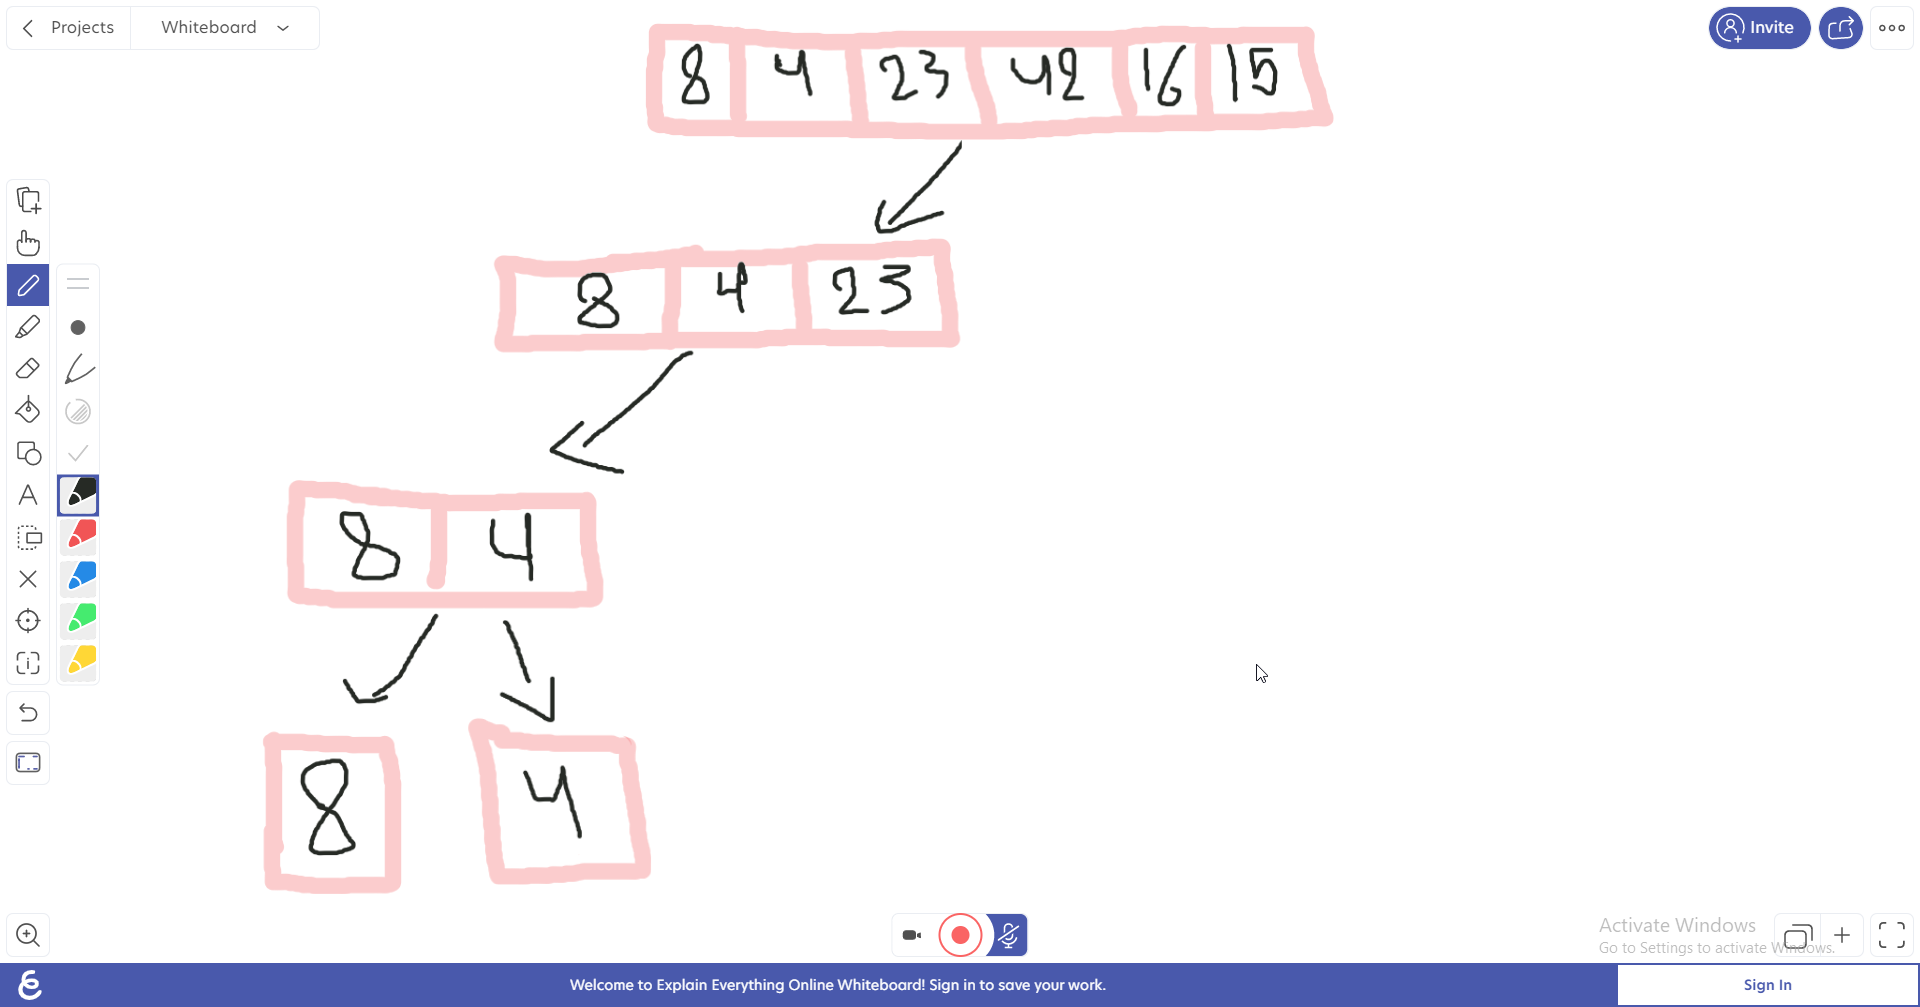 Projects Whiteboard
Invite
8 4 23 42 16 15
8 4 23
8 4
8 4
A
Activate Windows
Go to Settings to activate Windows.
Welcome to Explain Everything Online Whiteboard! Sign in to save your work.
Sign In